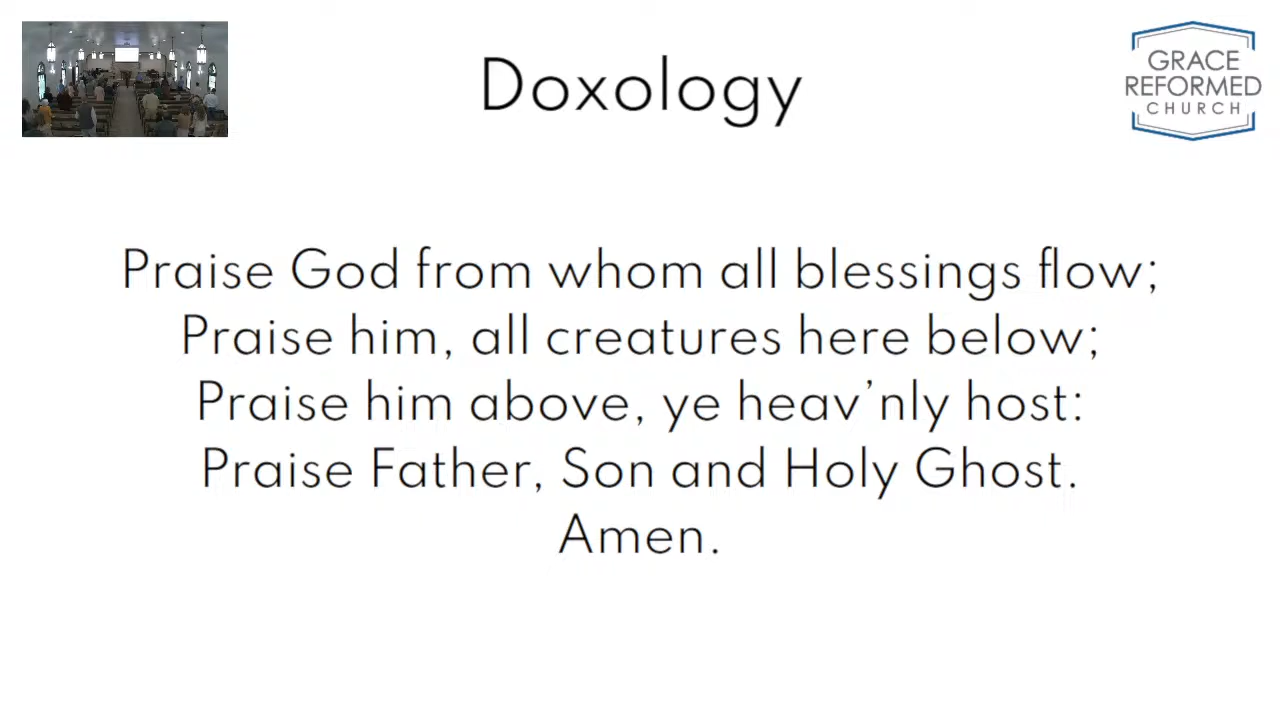 Doxology
GRACE
REFORMED
CHURCH
Praise God from whom all blessings flow;
Praise him, all creatures here below;
Praise him above, ye heav’nly host:
Praise Father, Son and Holy Ghost.
Amen.